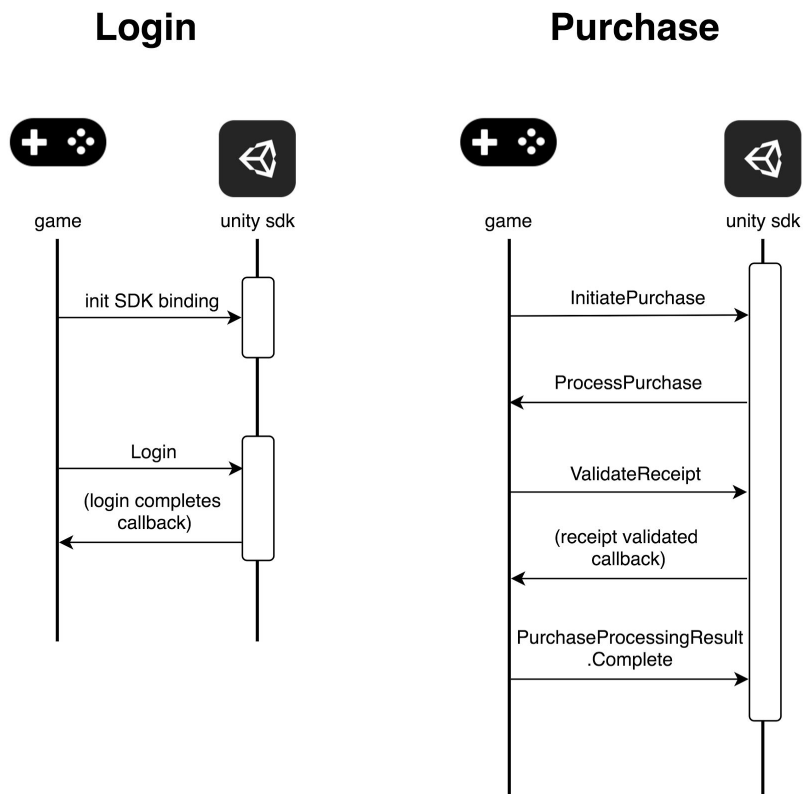 Login
game
unity sdk
init SDK binding
Login
(login completes
callback)
Purchase
game
unity sdk
InitiatePurchase
ProcessPurchase
ValidateReceipt
(receipt validated
callback)
PurchaseProcessingResult
.Complete